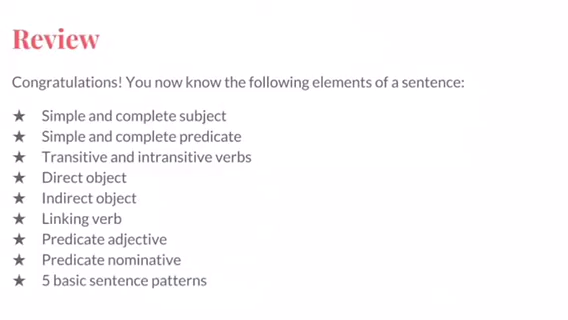 Review
Congratulations! You now know the following elements of a sentence:
★ Simple and complete subject
★ Simple and complete predicate
★ Transitive and intransitive verbs
★ Direct object
★ Indirect object
★ Linking verb
★ Predicate adjective
★ Predicate nominative
★ 5 basic sentence patterns